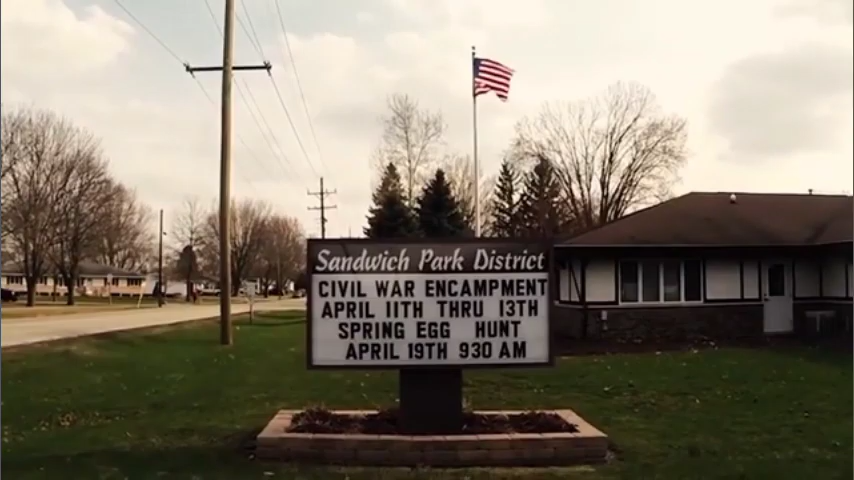 Sandwich Park District
CIVIL WAR ENCAMPMENT
APRIL 11TH THRU 13TH
SPRING EGG HUNT
APRIL 19TH 930 AM